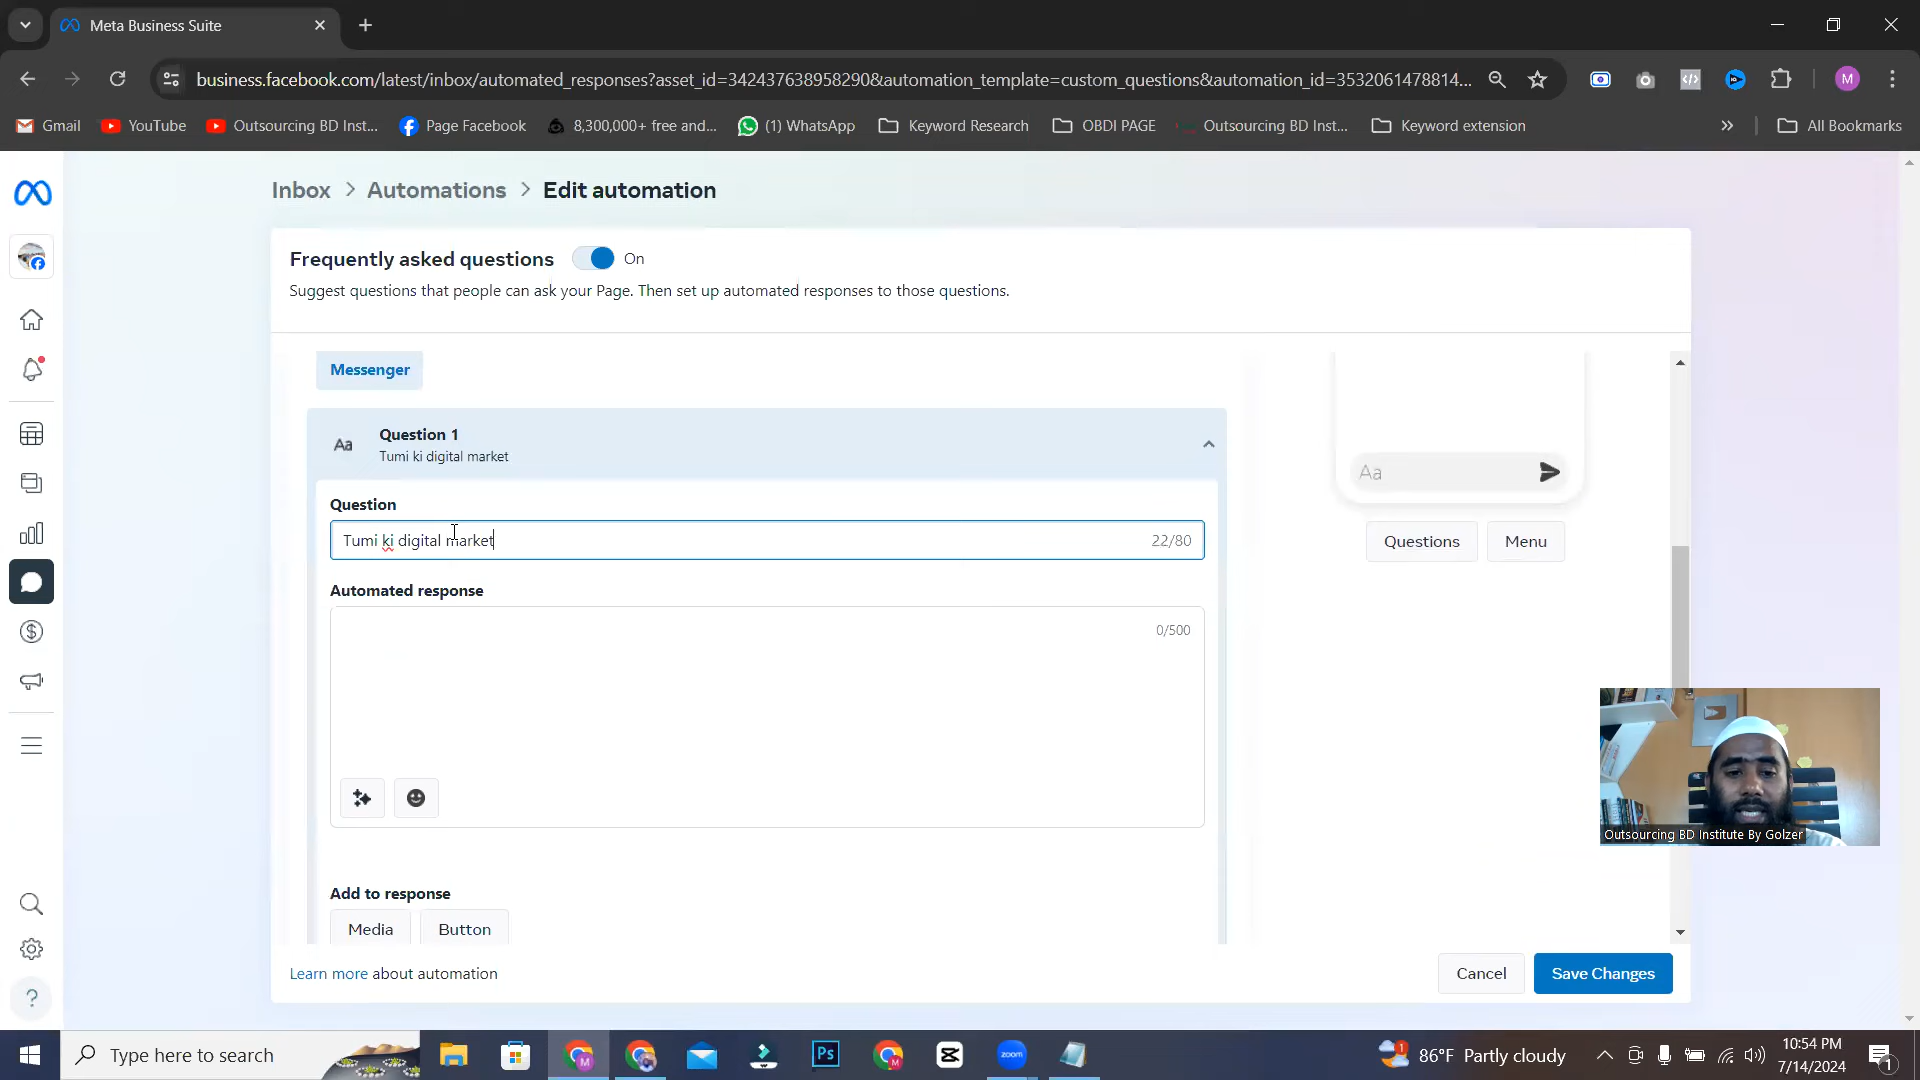 Meta Business Suite
business.facebook.com/latest/inbox/automated_responses?asset_id=342437638958290&automation_template=custom_questions&automation_id=3532061478814...
M
Gmail
YouTube
Outsourcing BD Inst...
Page Facebook
8,300,000+ free and...
(1) WhatsApp
Keyword Research
OBDI PAGE
Outsourcing BD Inst...
Keyword extension
All Bookmarks
Inbox > Automations > Edit automation
Frequently asked questions
On
Suggest questions that people can ask your Page. Then set up automated responses to those questions.
Messenger
Aa
Question 1
Tumi ki digital market
Question
Tumi ki digital market
22/80
Automated response
0/500
Add to response
Media
Button
Aa
Questions
Menu
Outsourcing BD Institute By Golzer
Learn more about automation
Cancel
Save Changes
Type here to search
Ps
zoom
1
86°F Partly cloudy
10:54 PM
7/14/2024
1